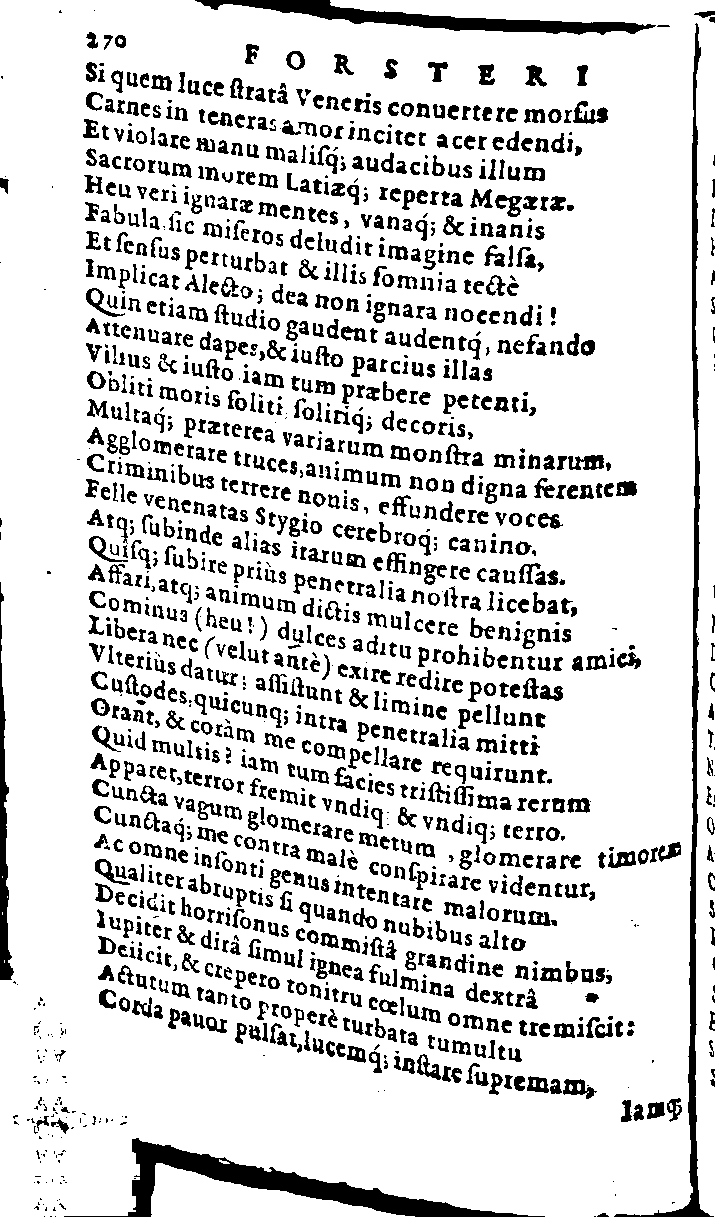 270
FORSTERI
Si quem luce ſtratâ Veneris conuertere morſus
Carnes in teneras amor incitet acer edendi,
Et violare manu maliſq́; audacibus illum
Sacrorum morem Latiæq́; reperta Megæræ.
Heu veri ignaræ mentes, vanaq́; & inanis
Fabula ſic miſeros deludit imagine falſa,
Et ſenſus perturbat & illis ſomnia tectè
Implicat Alecto; dea non ignara nocendi!
Quin etiam ſtudio gaudent audentq́, nefando
Attenuare dapes, & iuſto parcius illas
Vilius & iuſto iam tum præbere petenti,
Obliti moris ſoliti ſolitiq́; decoris,
Multaq́; præterea variarum monſtra minarum,
Agglomerare truces, animum non digna ferentem
Criminibus terrere nouis, effundere voces
Felle venenatas Stygio cerebroq́; canino.
Atq; ſubinde alias irarum effingere cauſſas.
Quiſq; ſubire priùs penetralia noſtra licebat,
Affari, atq; animum dictis mulcere benignis
Cominus (heu!) dulces aditu prohibentur amici,
Libera nec (velut antè) exire redire poteſtas
Vlteriùs datur: aſſiſtunt & limine pellunt
Cuſtodes, quicunq; intra penetralia mitti
Orant, & coràm me compellare requirunt.
Quid multis? iam tum facies triſtiſſima rerum
Apparet, terror fremit vndiq; & vndiq; terro.
Cuncta vagum glomerare metum, glomerare timorem
Cunctaq́; me contra malè conſpirare videntur,
Ac omne inſonti genus intentare malorum.
Qualiter abruptis ſi quando nubibus alto
Decidit horriſonus commiſtâ grandine nimbus,
Iupiter & dirâ ſimul ignea fulmina dextrâ
Deiicit, & crepero tonitru cœlum omne tremiſcit:
Actutum tanto properè turbata tumultu
Corda pauor pulſat, lucemq́; inſtare ſupremam,
Iamq;